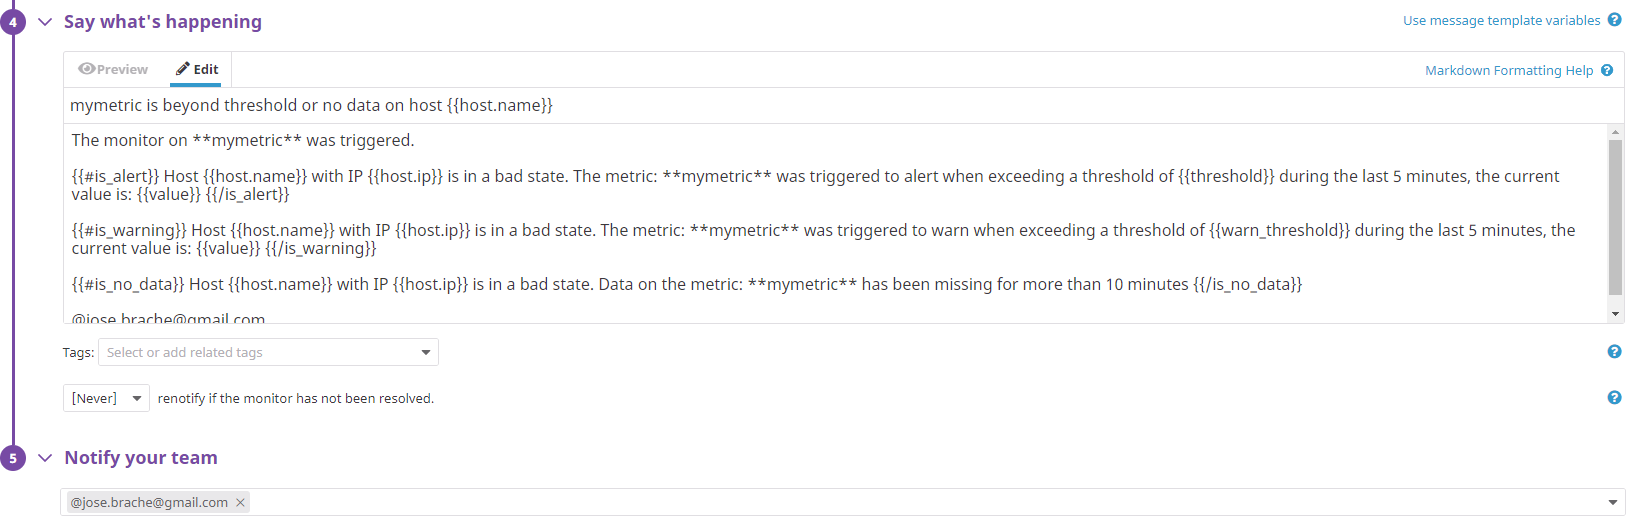 4 Say what's happening
Use message template variables
Preview
Edit
Markdown Formatting Help
mymetric is beyond threshold or no data on host {{host.name}}
The monitor on **mymetric** was triggered.
{{#is_alert}} Host {{host.name}} with IP {{host.ip}} is in a bad state. The metric: **mymetric** was triggered to alert when exceeding a threshold of {{threshold}} during the last 5 minutes, the current
value is: {{value}} {{/is_alert}}
{{#is_warning}} Host {{host.name}} with IP {{host.ip}} is in a bad state. The metric: **mymetric** was triggered to warn when exceeding a threshold of {{warn_threshold}} during the last 5 minutes, the
current value is: {{value}} {{/is_warning}}
{{#is_no_data}} Host {{host.name}} with IP {{host.ip}} is in a bad state. Data on the metric: **mymetric** has been missing for more than 10 minutes {{/is_no_data}}
@jose.brache@gmail.com
Tags: Select or add related tags
[Never] renotify if the monitor has not been resolved.
5 Notify your team
@jose.brache@gmail.com ×